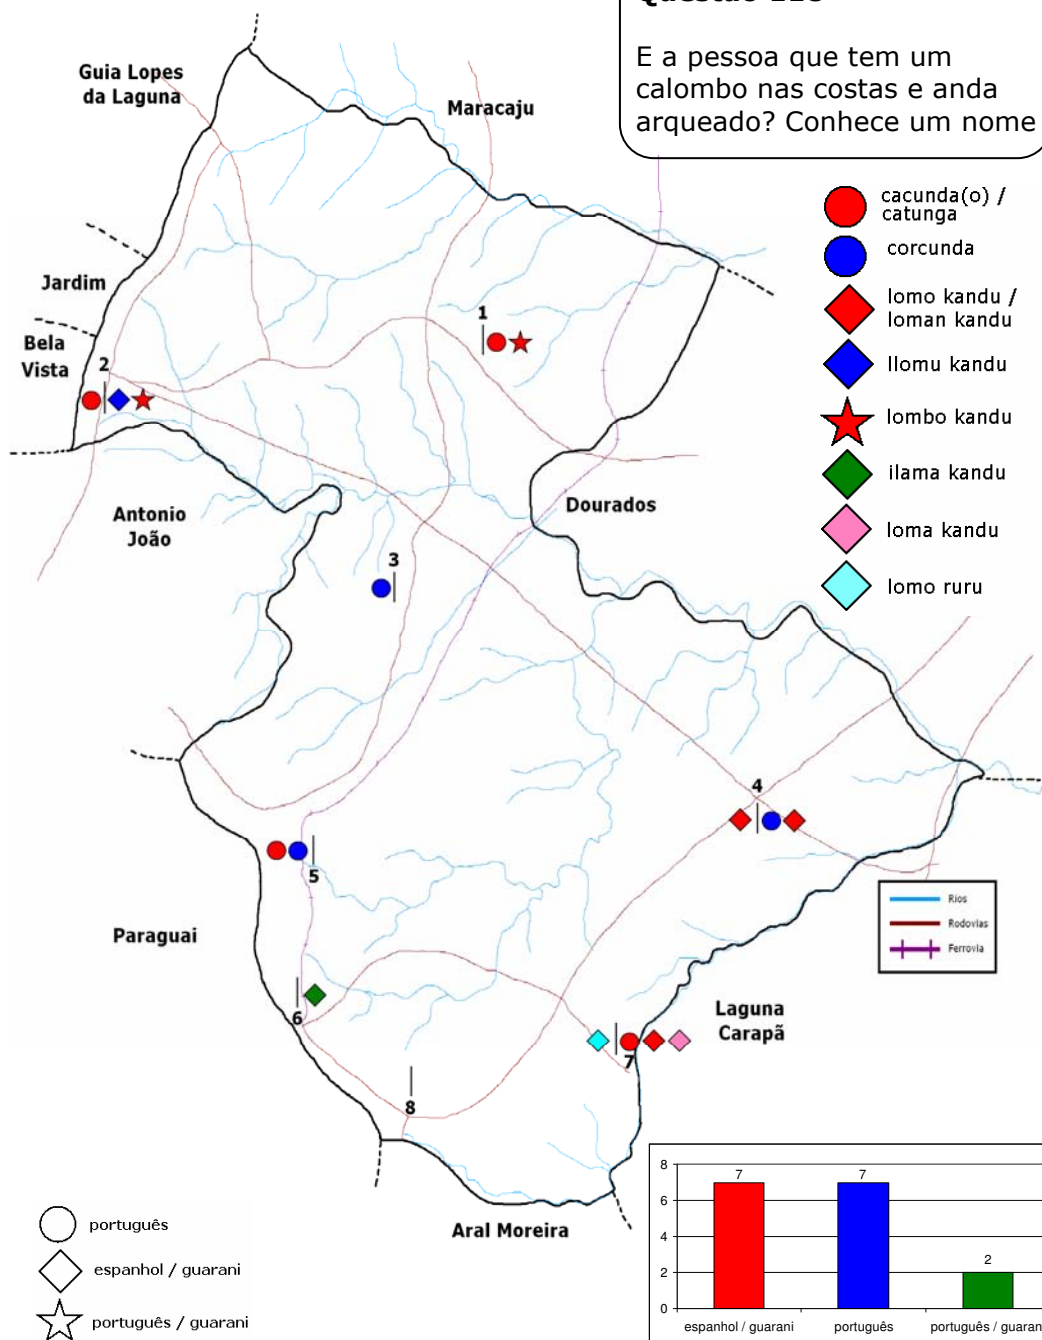 E a pessoa que tem um
calombo nas costas e anda
arqueado? Conhece um nome
Guia Lopes
da Laguna
Maracaju
cacunda(o) /
catunga
corcunda
lomo kandu /
loman kandu
llomu kandu
lombo kandu
ilama kandu
loma kandu
lomo ruru
Jardim
Bela
Vista
1
2
Antonio
João
Dourados
3
4
5
Rios
Rodovias
Ferrovia
Paraguai
6
Laguna
Carapã
7
8
Aral Moreira
português
espanhol / guarani
português / guarani
8
6
4
2
0
7
7
2
espanhol / guarani
português
português / guaran